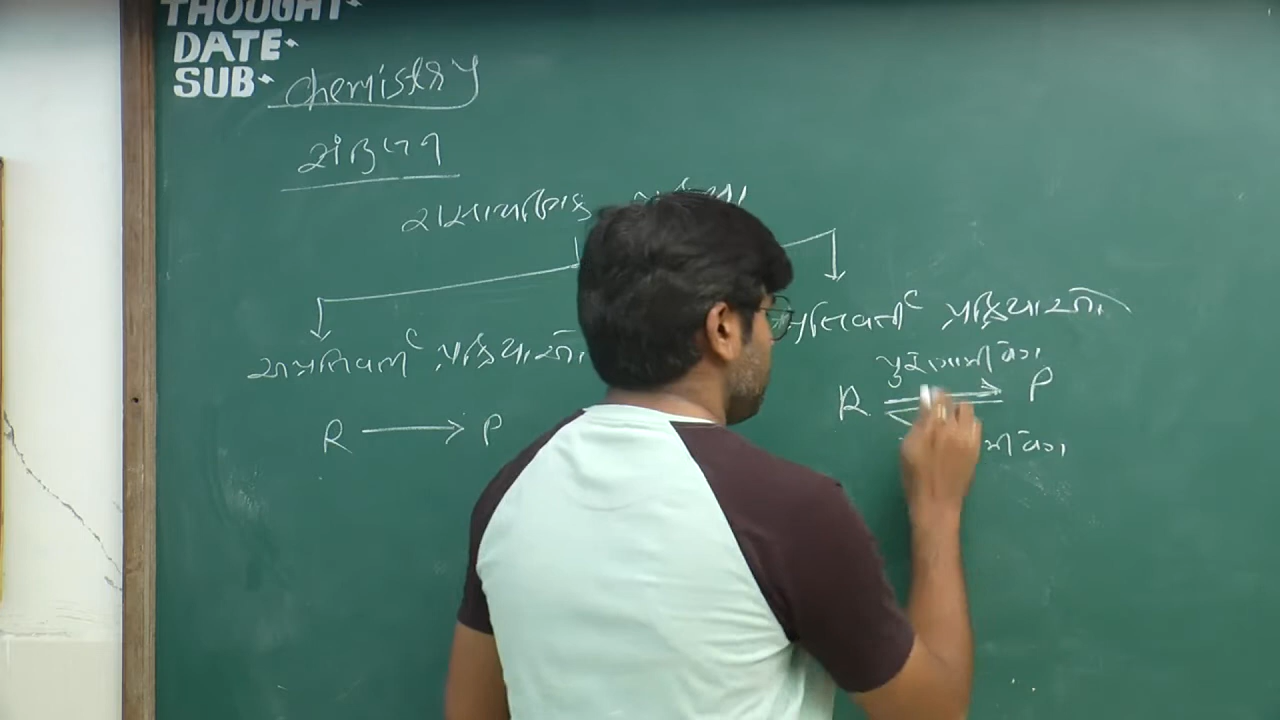 THOUGHT-
DATE-
SUB- Chemistry
સંતુલન
રાસાયણિક
અપ્રતિવર્તી પ્રક્રિયાઓ
પ્રતિવર્તી પ્રક્રિયાઓ
પુરોગામી વેગ
R ⇌ P
મી વેગ
R → P